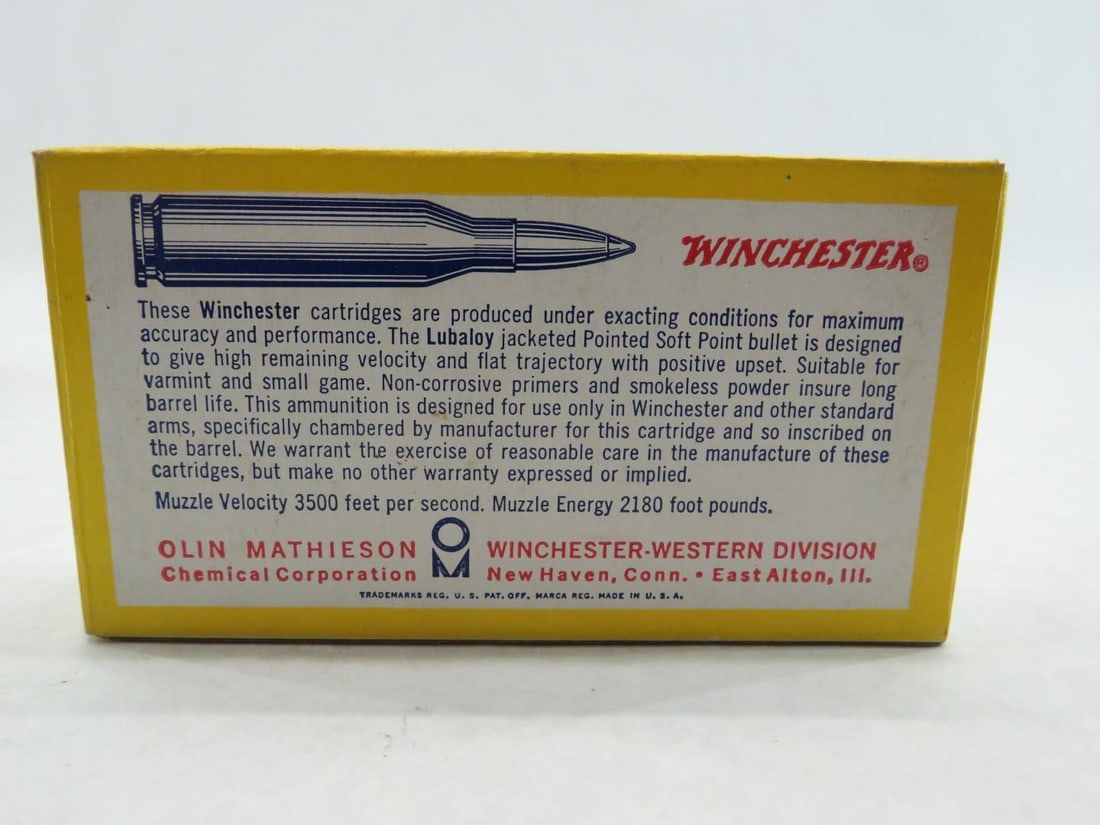 WINCHESTER®
These Winchester cartridges are produced under exacting conditions for maximum
accuracy and performance. The Lubaloy jacketed Pointed Soft Point bullet is designed
to give high remaining velocity and flat trajectory with positive upset. Suitable for
varmint and small game. Non-corrosive primers and smokeless powder insure long
barrel life. This ammunition is designed for use only in Winchester and other standard
arms, specifically chambered by manufacturer for this cartridge and so inscribed on
the barrel. We warrant the exercise of reasonable care in the manufacture of these
cartridges, but make no other warranty expressed or implied.
Muzzle Velocity 3500 feet per second. Muzzle Energy 2180 foot pounds.
OLIN MATHIESON OM WINCHESTER-WESTERN DIVISION
Chemical Corporation New Haven, Conn. • East Alton, Ill.
TRADEMARKS REG. U. S. PAT. OFF. MARCA REG. MADE IN U. S. A.